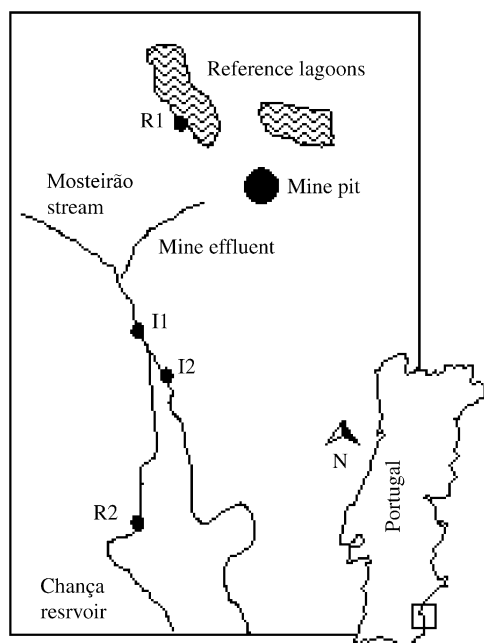 Reference lagoons
R1
Mosteirão
stream
Mine pit
Mine effluent
I1
I2
N
Portugal
R2
Chança
resrvoir